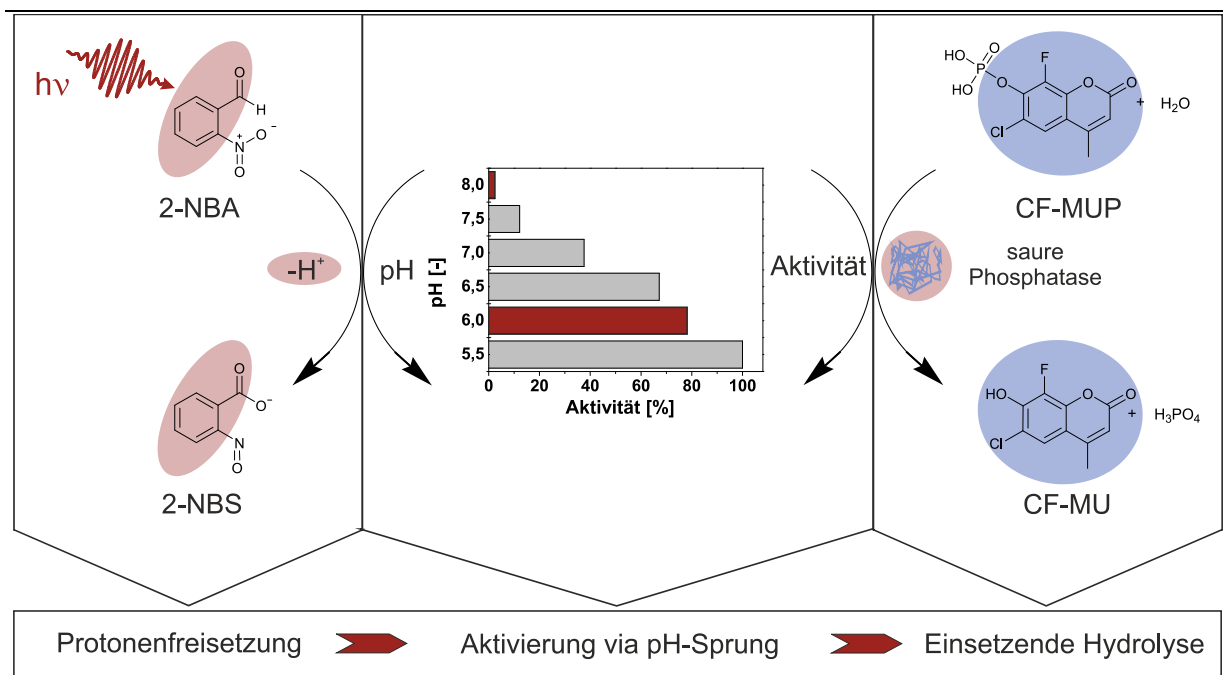 hν
O
H
N
+
O
−
O
2-NBA
-H⁺
pH
O
O
−
N
O
2-NBS
pH [-]
8,0
7,5
7,0
6,5
6,0
5,5
0 20 40 60 80 100
Aktivität [%]
Aktivität
HO
O
P
HO
O
F
O
O
Cl
+ H₂O
CF-MUP
saure
Phosphatase
F
HO
O
O
Cl
+ H₃PO₄
CF-MU
Protonenfreisetzung
Aktivierung via pH-Sprung
Einsetzende Hydrolyse